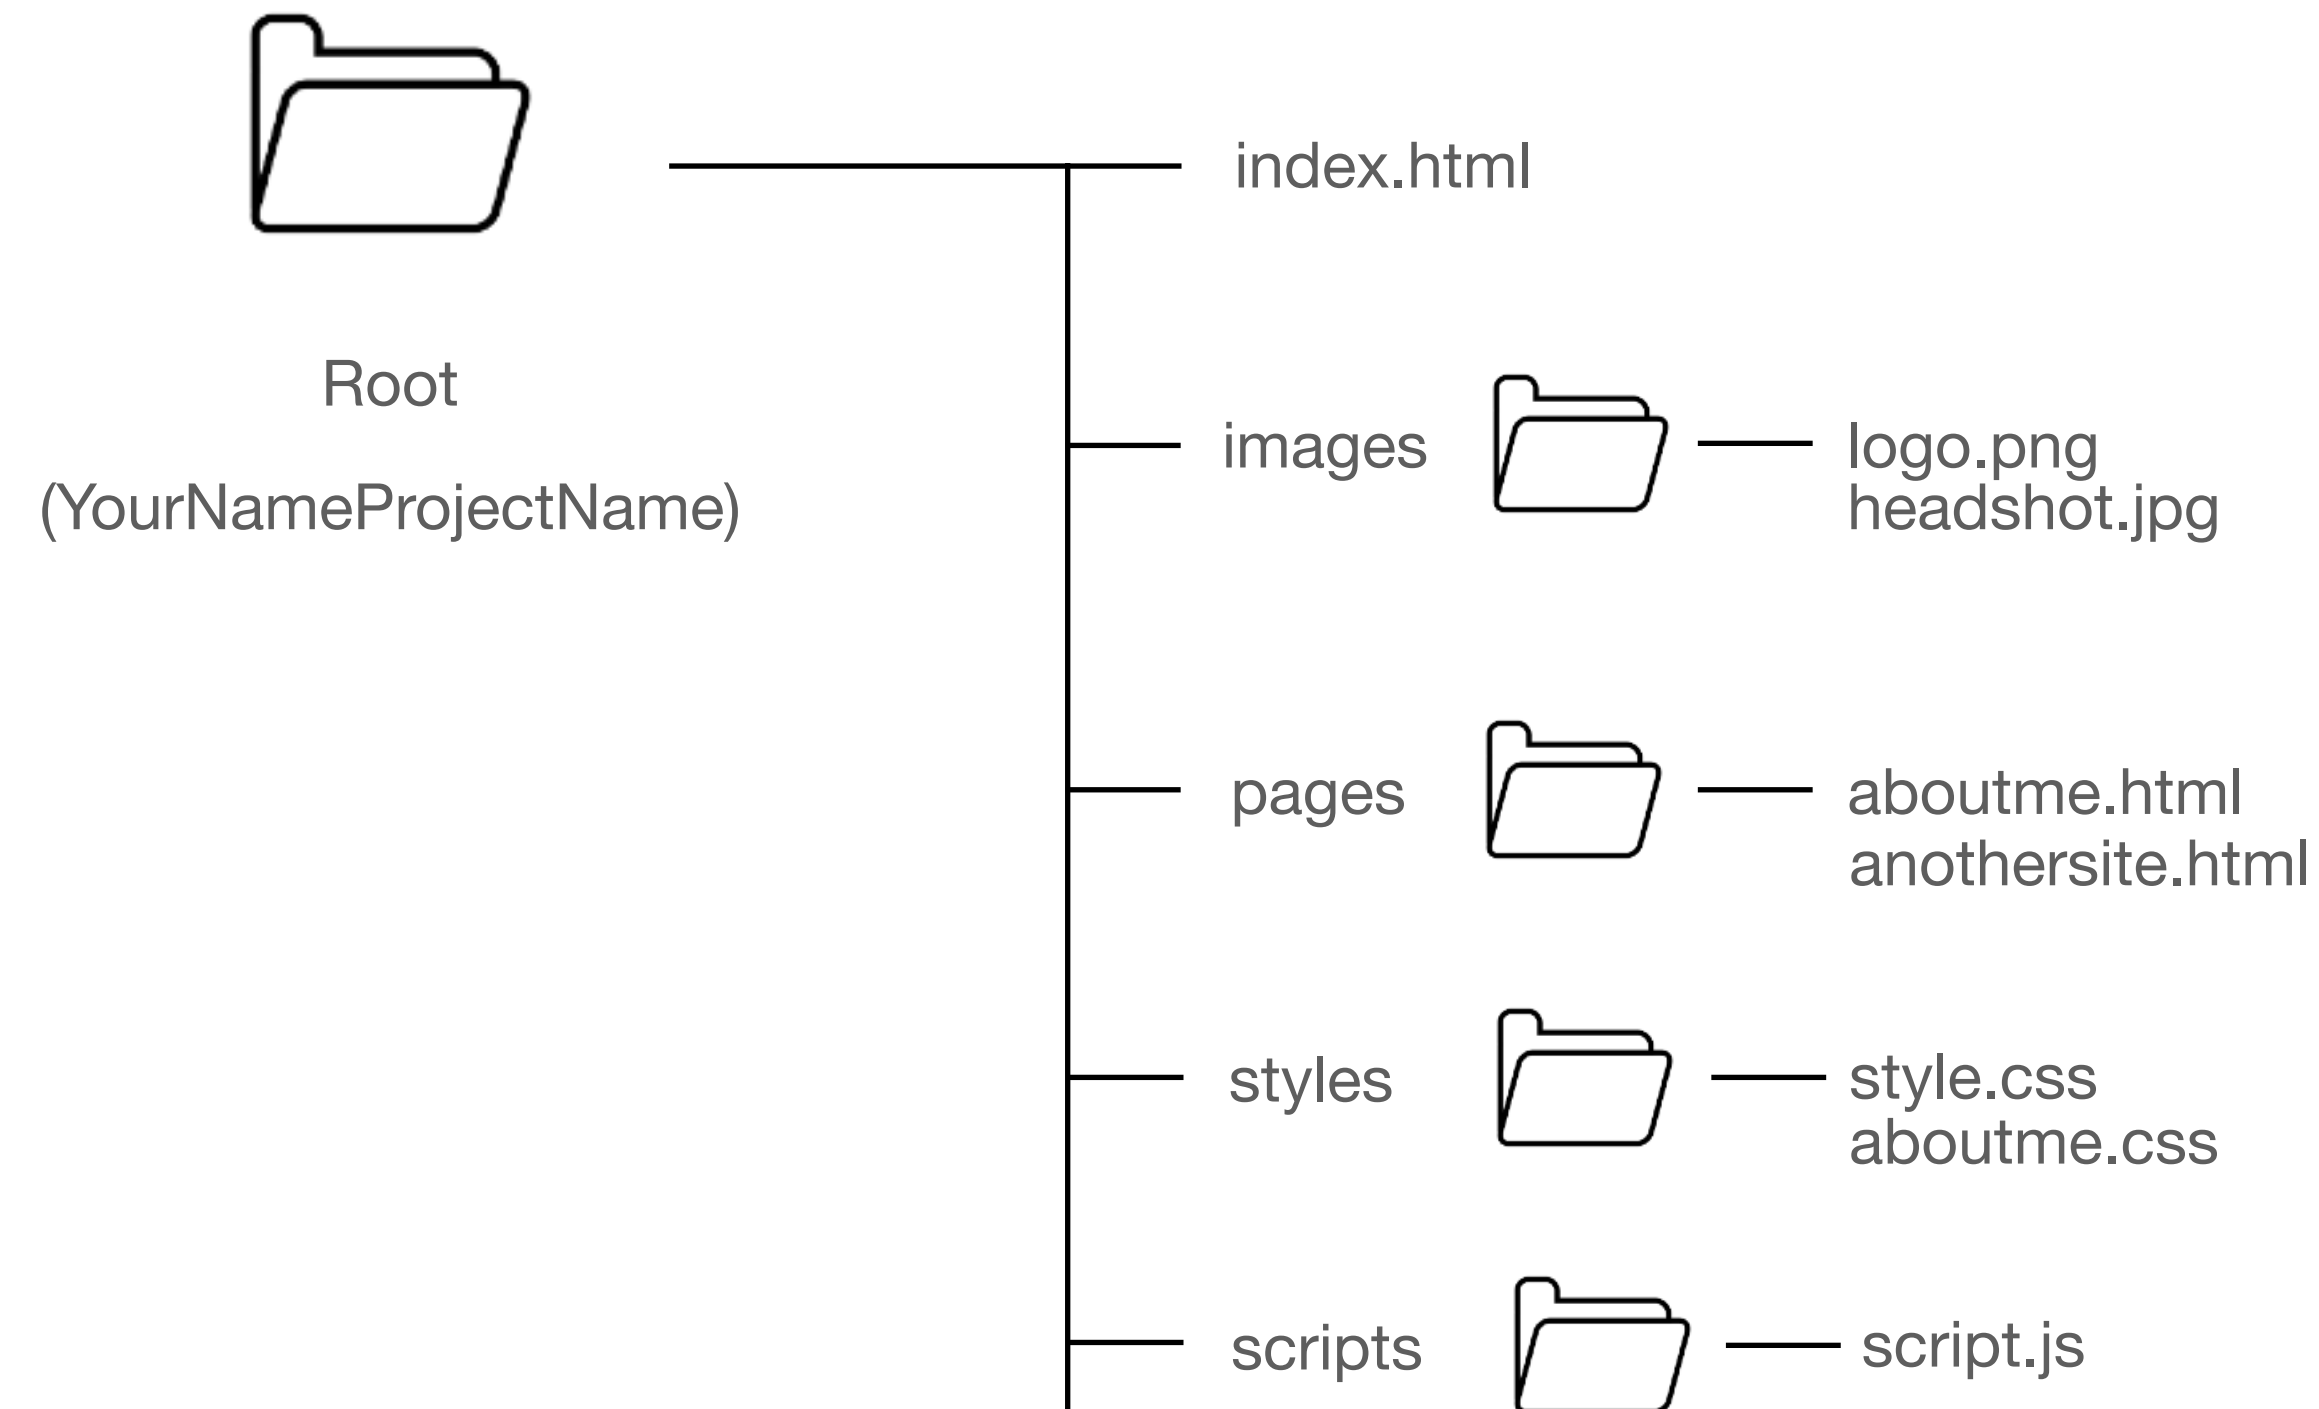 Root
(YourNameProjectName)
index.html
images
logo.png
headshot.jpg
pages
aboutme.html
anothersite.html
styles
style.css
aboutme.css
scripts
script.js